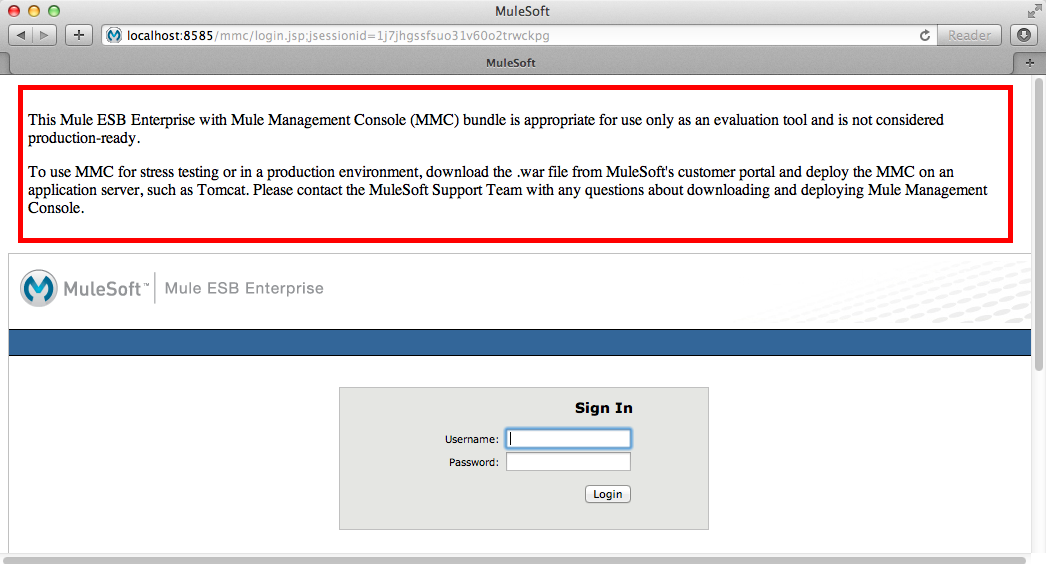 MuleSoft
localhost:8585/mmc/login.jsp;jsessionid=1j7jhgssfsuo31v60o2trwckpg
Reader
MuleSoft
This Mule ESB Enterprise with Mule Management Console (MMC) bundle is appropriate for use only as an evaluation tool and is not considered
production-ready.
To use MMC for stress testing or in a production environment, download the .war file from MuleSoft's customer portal and deploy the MMC on an
application server, such as Tomcat. Please contact the MuleSoft Support Team with any questions about downloading and deploying Mule Management
Console.
MuleSoft™ Mule ESB Enterprise
Sign In
Username:
Password:
Login